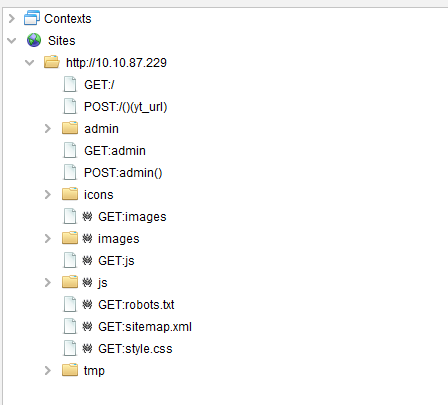 Contexts
Sites
http://10.10.87.229
GET:/
POST:/()(yt_url)
admin
GET:admin
POST:admin()
icons
GET:images
images
GET:js
js
GET:robots.txt
GET:sitemap.xml
GET:style.css
tmp